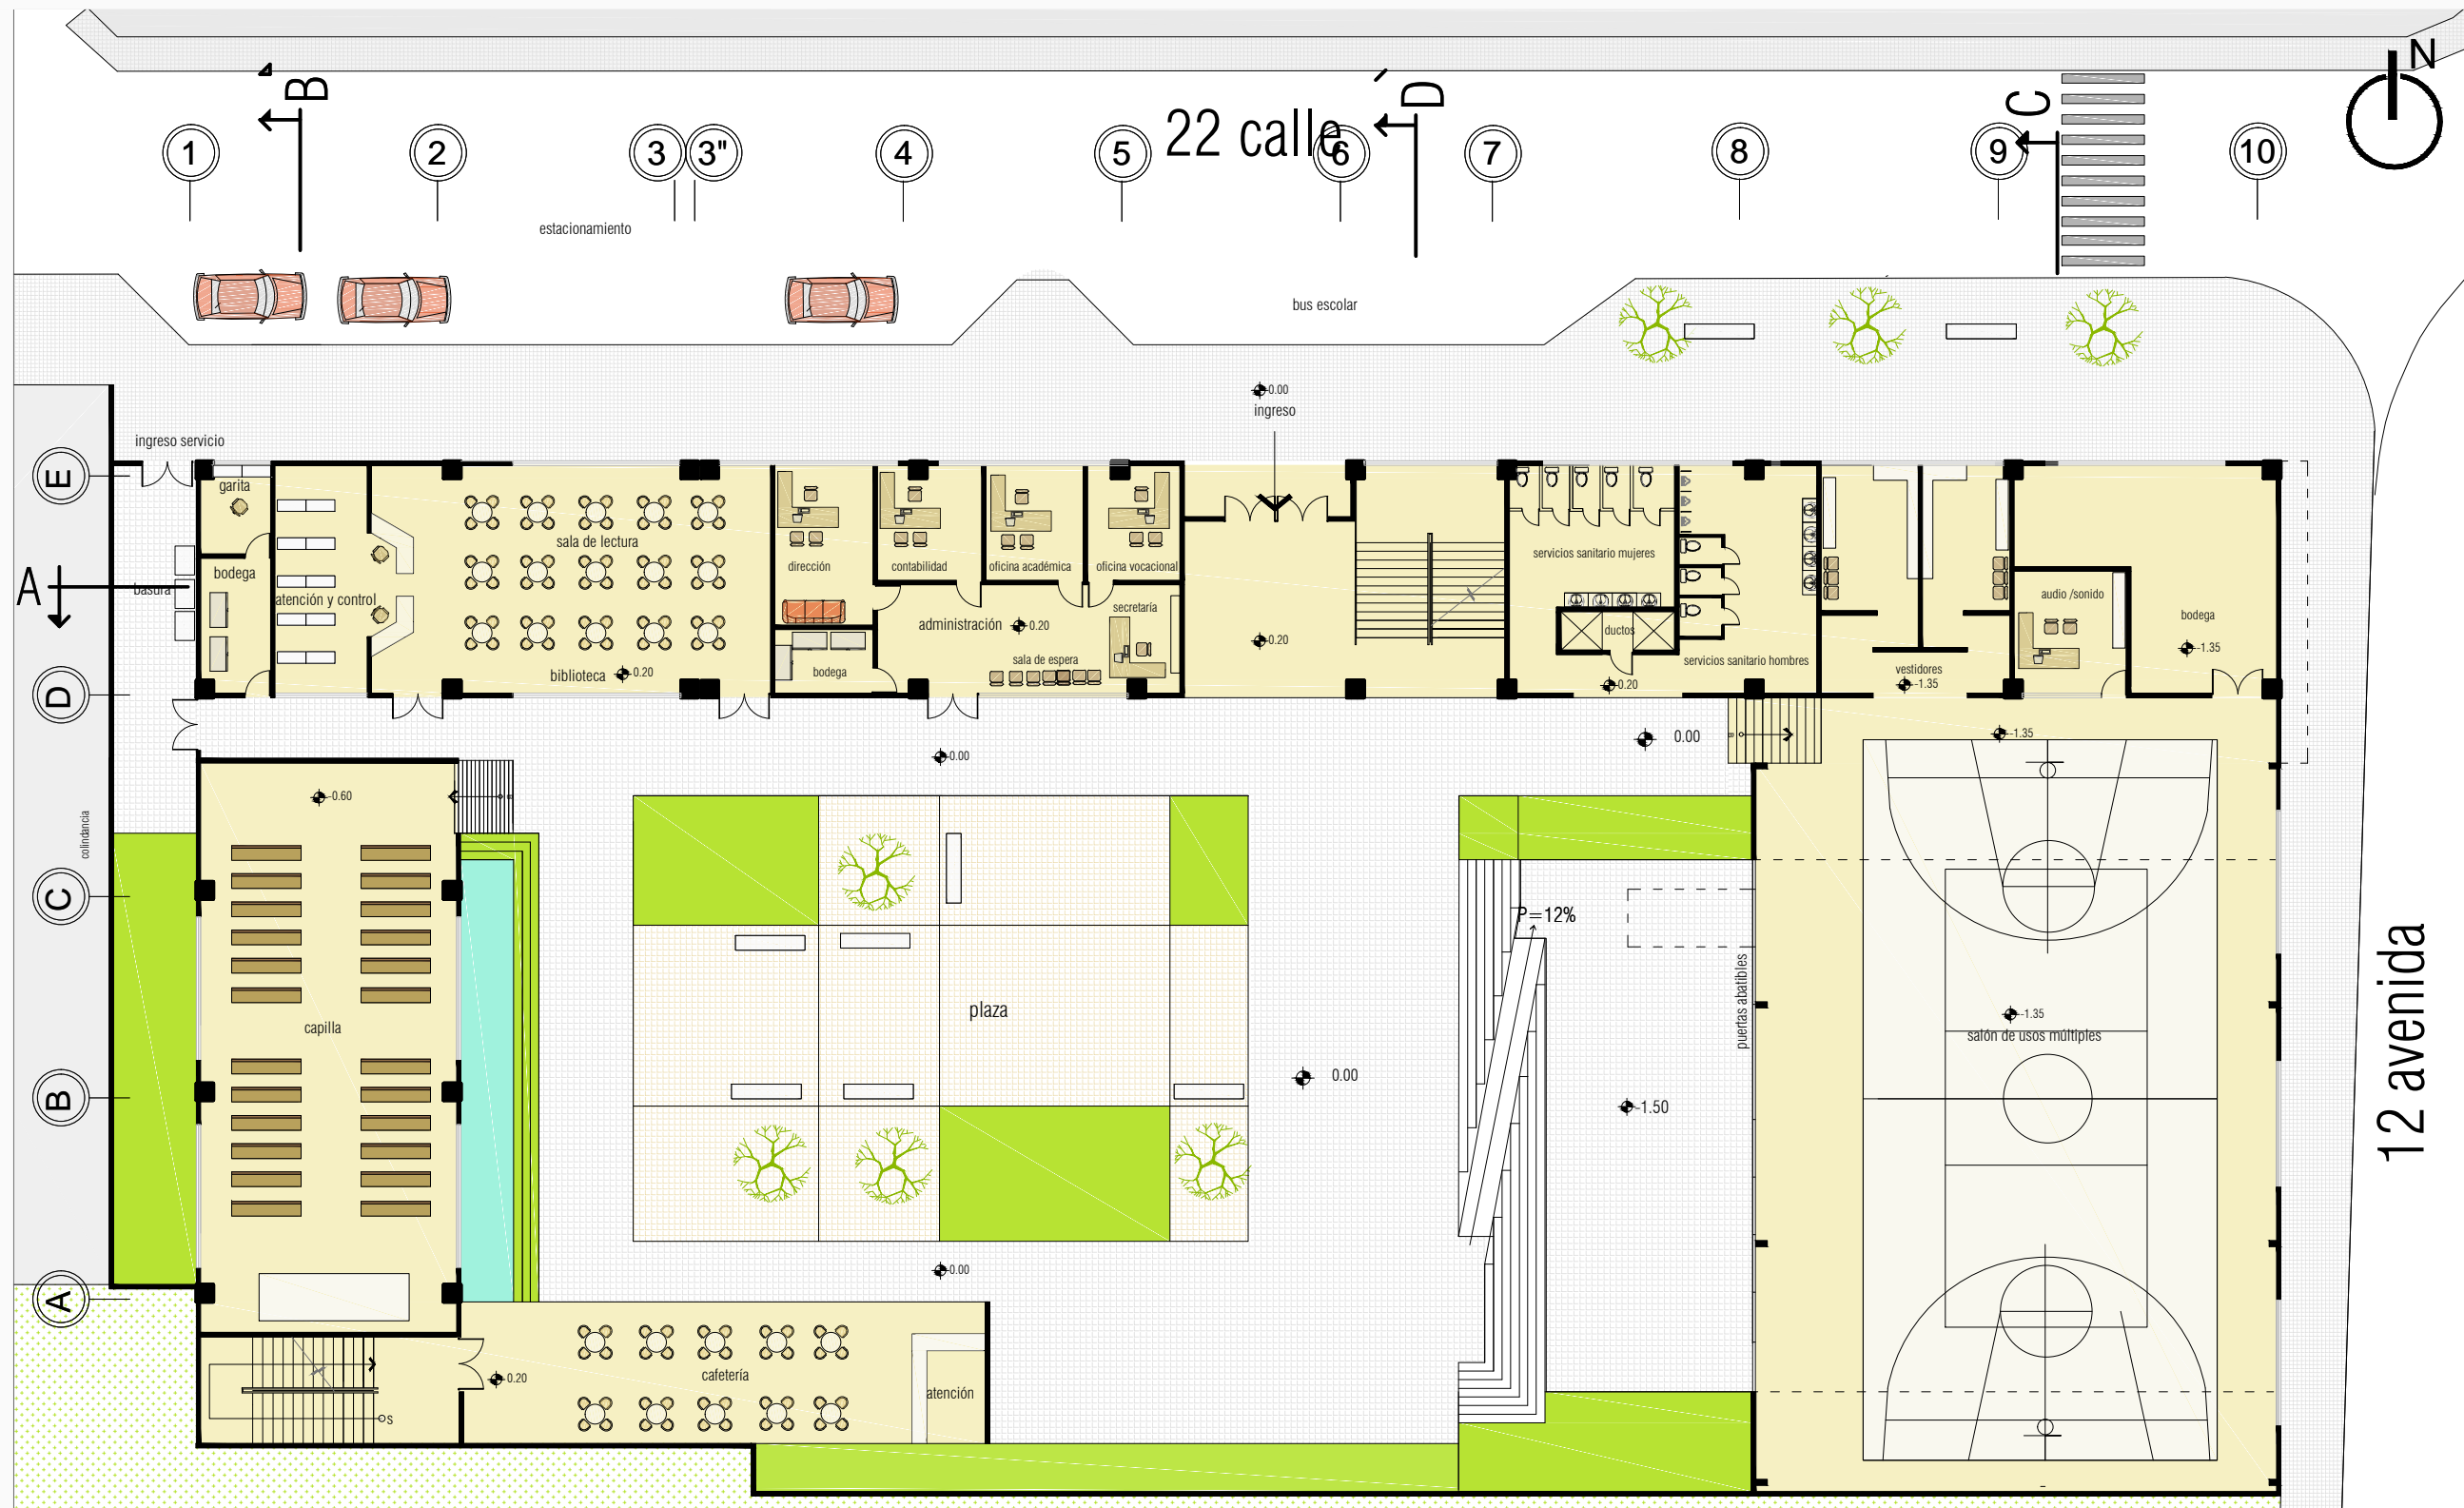 N
B
D
C
22 calle
1
2
3
3"
4
5
6
7
8
9
10
estacionamiento
bus escolar
0.00
ingreso
ingreso servicio
E
garita
sala de lectura
servicios sanitario mujeres
dirección
contabilidad
oficina académica
oficina vocacional
bodega
A
basura
atención y control
audio /sonido
secretaría
bodega
administración
0.20
ductos
0.20
sala de espera
servicios sanitario hombres
-1.35
biblioteca
0.20
bodega
vestidores
-1.35
0.20
D
0.00
-1.35
0.00
-0.60
colindancia
C
P=12%
puertas abatibles
plaza
-1.35
salón de usos múltiples
capilla
12 avenida
0.00
-1.50
B
0.00
A
cafetería
0.20
atención
S